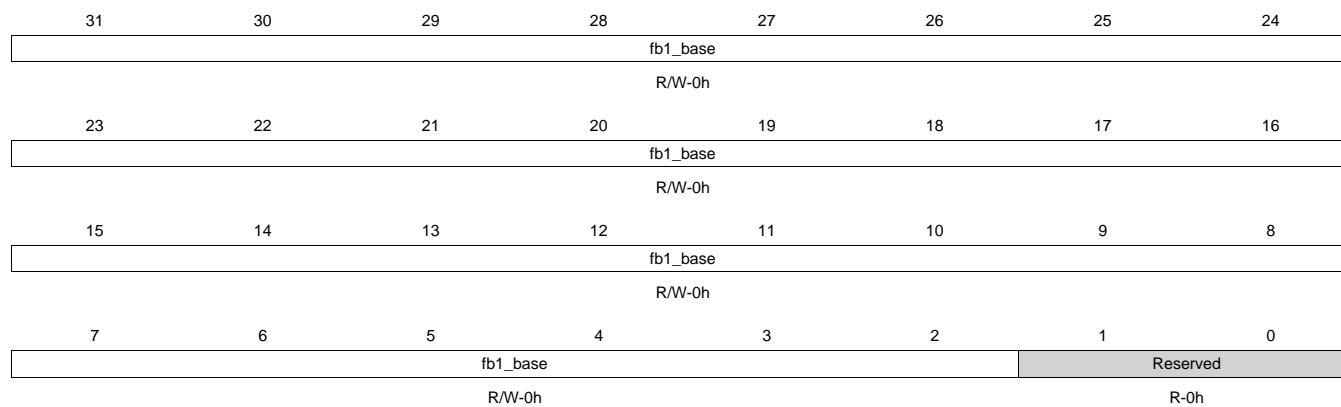 31 30 29 28 27 26 25 24
fb1_base
R/W-0h
23 22 21 20 19 18 17 16
fb1_base
R/W-0h
15 14 13 12 11 10 9 8
fb1_base
R/W-0h
7 6 5 4 3 2 1 0
fb1_base Reserved
R/W-0h R-0h